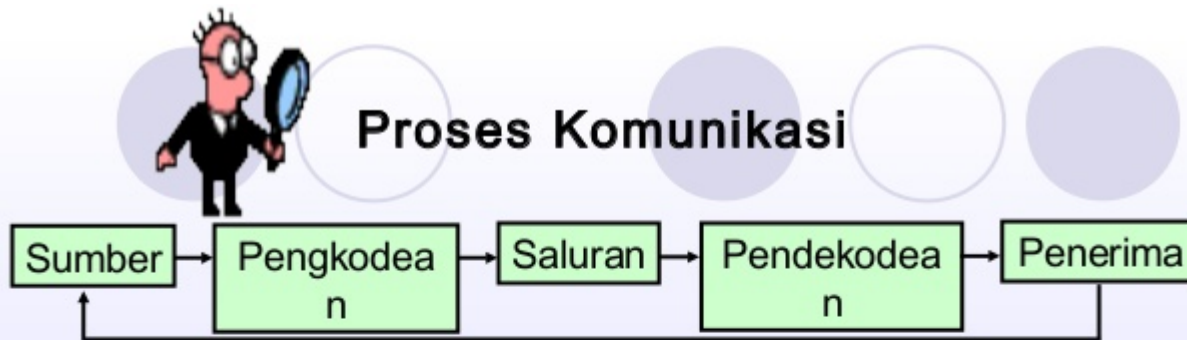 Proses Komunikasi
Sumber
Pengkodea
n
Saluran
Pendekodea
n
Penerima